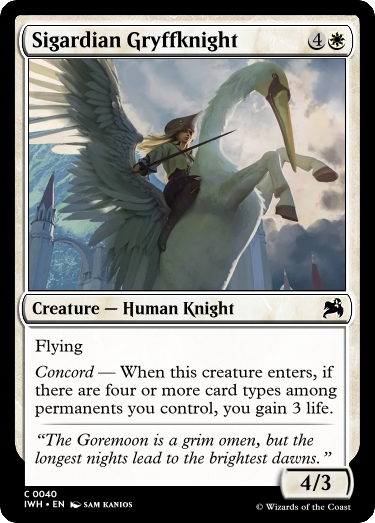 Sigardian Gryffknight 4
Creature — Human Knight
Flying
Concord — When this creature enters, if
there are four or more card types among
permanents you control, you gain 3 life.
“The Goremoon is a grim omen, but the
longest nights lead to the brightest dawns.”
4/3
C 0040
IWH • EN SAM KANIOS
© Wizards of the Coast